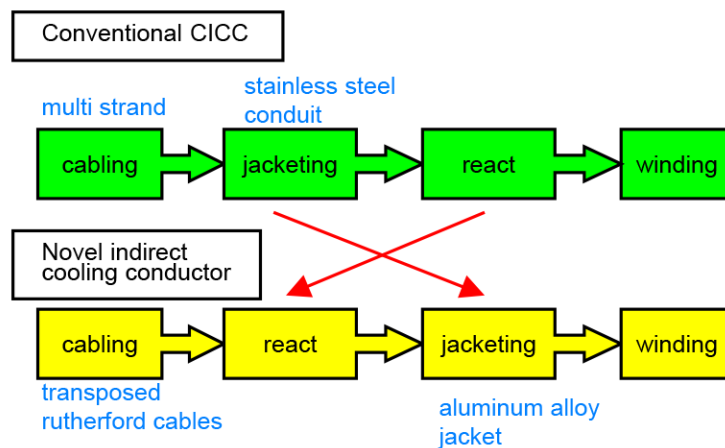 Conventional CICC
multi strand
stainless steel
conduit
cabling
jacketing
react
winding
Novel indirect
cooling conductor
cabling
react
jacketing
winding
transposed
rutherford cables
aluminum alloy
jacket